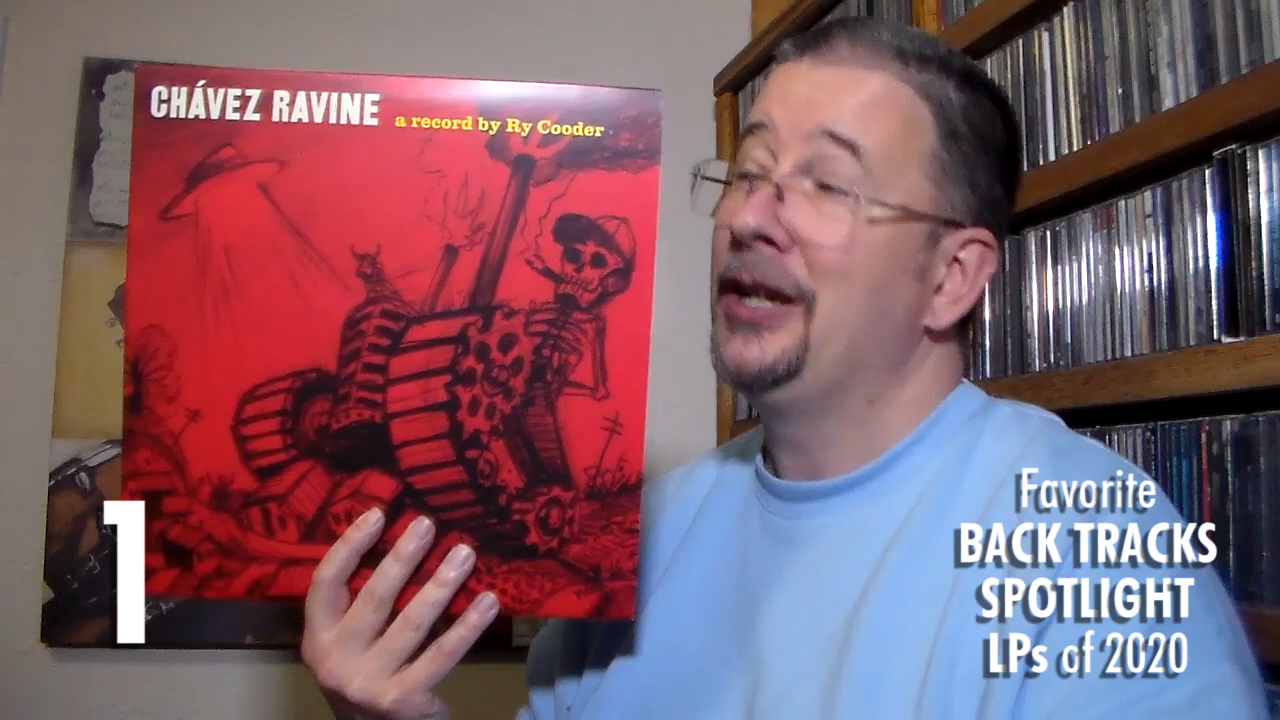 CHÁVEZ RAVINE a record by Ry Cooder
1
Favorite
BACK TRACKS
SPOTLIGHT
LPs of 2020